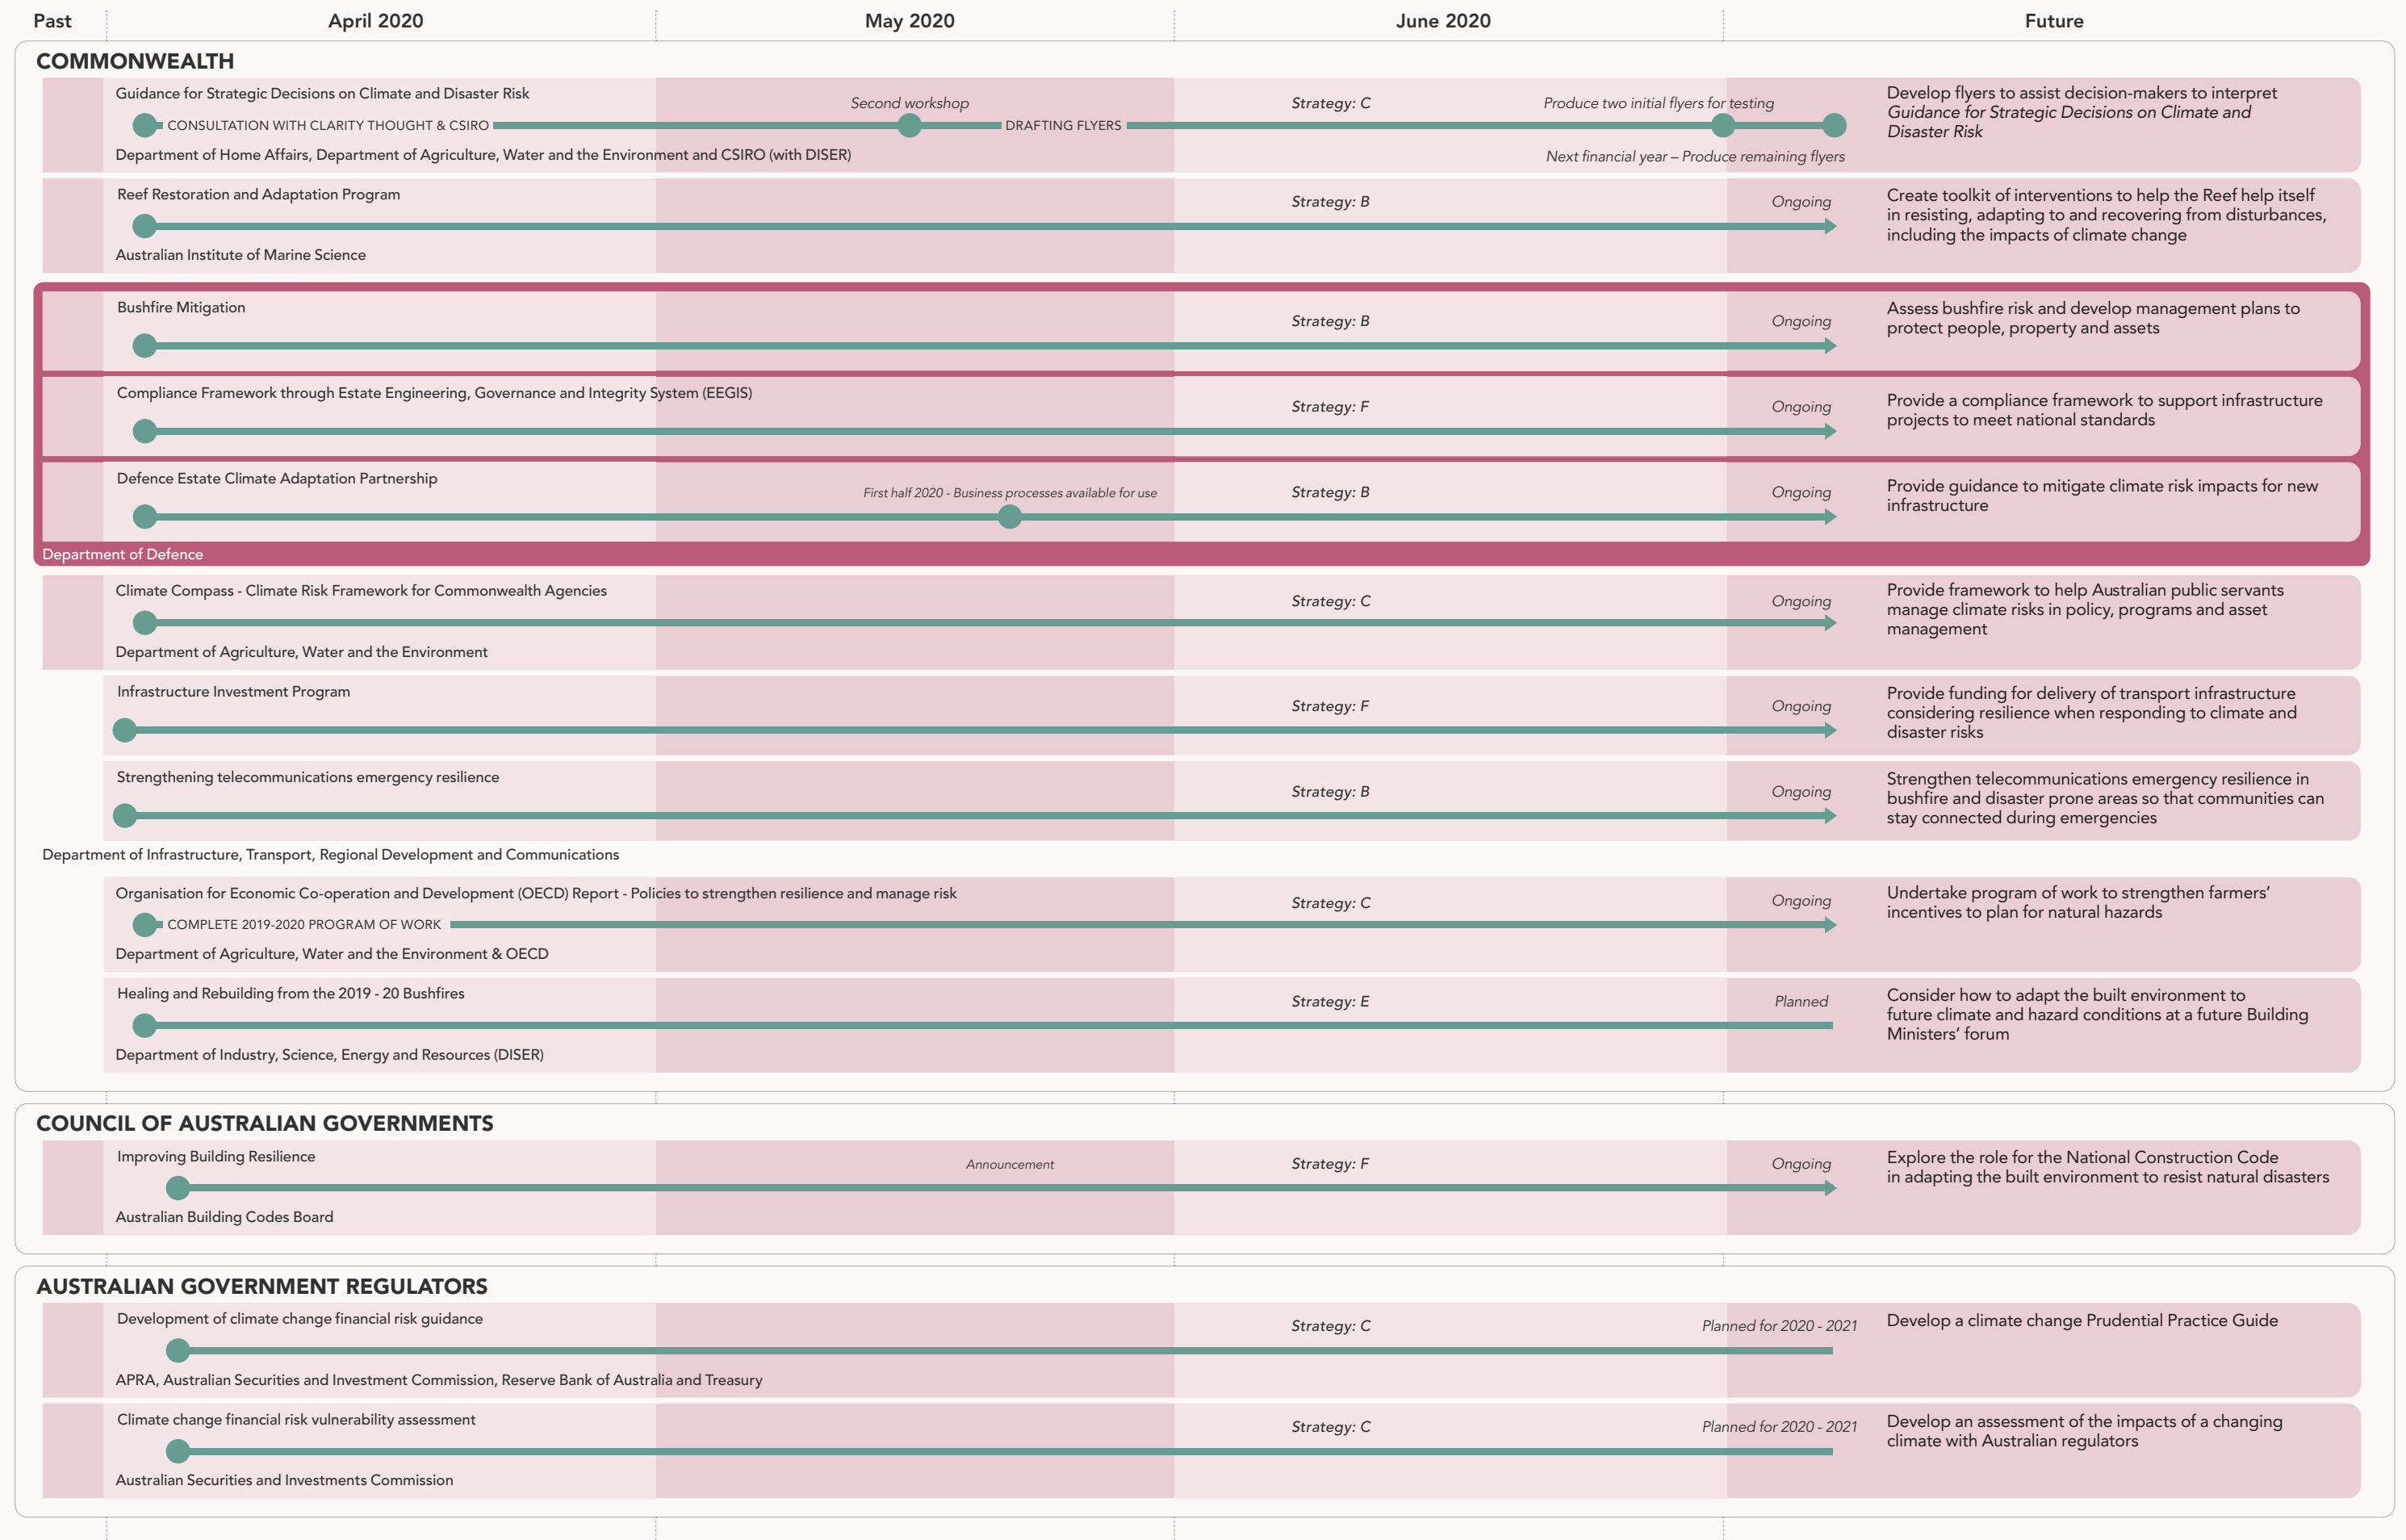 Past April 2020 May 2020 June 2020 Future
COMMONWEALTH
Guidance for Strategic Decisions on Climate and Disaster Risk
Second workshop
Strategy: C
Produce two initial flyers for testing
CONSULTATION WITH CLARITY THOUGHT & CSIRO
DRAFTING FLYERS
Department of Home Affairs, Department of Agriculture, Water and the Environment and CSIRO (with DISER)
Next financial year – Produce remaining flyers
Develop flyers to assist decision-makers to interpret
Guidance for Strategic Decisions on Climate and
Disaster Risk
Reef Restoration and Adaptation Program
Strategy: B
Ongoing
Australian Institute of Marine Science
Create toolkit of interventions to help the Reef help itself
in resisting, adapting to and recovering from disturbances,
including the impacts of climate change
Bushfire Mitigation
Strategy: B
Ongoing
Assess bushfire risk and develop management plans to
protect people, property and assets
Compliance Framework through Estate Engineering, Governance and Integrity System (EEGIS)
Strategy: F
Ongoing
Provide a compliance framework to support infrastructure
projects to meet national standards
Defence Estate Climate Adaptation Partnership
First half 2020 - Business processes available for use
Strategy: B
Ongoing
Provide guidance to mitigate climate risk impacts for new
infrastructure
Department of Defence
Climate Compass - Climate Risk Framework for Commonwealth Agencies
Strategy: C
Ongoing
Department of Agriculture, Water and the Environment
Provide framework to help Australian public servants
manage climate risks in policy, programs and asset
management
Infrastructure Investment Program
Strategy: F
Ongoing
Provide funding for delivery of transport infrastructure
considering resilience when responding to climate and
disaster risks
Strengthening telecommunications emergency resilience
Strategy: B
Ongoing
Strengthen telecommunications emergency resilience in
bushfire and disaster prone areas so that communities can
stay connected during emergencies
Department of Infrastructure, Transport, Regional Development and Communications
Organisation for Economic Co-operation and Development (OECD) Report - Policies to strengthen resilience and manage risk
Strategy: C
Ongoing
COMPLETE 2019-2020 PROGRAM OF WORK
Department of Agriculture, Water and the Environment & OECD
Undertake program of work to strengthen farmers’
incentives to plan for natural hazards
Healing and Rebuilding from the 2019 - 20 Bushfires
Strategy: E
Planned
Department of Industry, Science, Energy and Resources (DISER)
Consider how to adapt the built environment to
future climate and hazard conditions at a future Building
Ministers’ forum
COUNCIL OF AUSTRALIAN GOVERNMENTS
Improving Building Resilience
Announcement
Strategy: F
Ongoing
Australian Building Codes Board
Explore the role for the National Construction Code
in adapting the built environment to resist natural disasters
AUSTRALIAN GOVERNMENT REGULATORS
Development of climate change financial risk guidance
Strategy: C
Planned for 2020 - 2021
APRA, Australian Securities and Investment Commission, Reserve Bank of Australia and Treasury
Develop a climate change Prudential Practice Guide
Climate change financial risk vulnerability assessment
Strategy: C
Planned for 2020 - 2021
Australian Securities and Investments Commission
Develop an assessment of the impacts of a changing
climate with Australian regulators